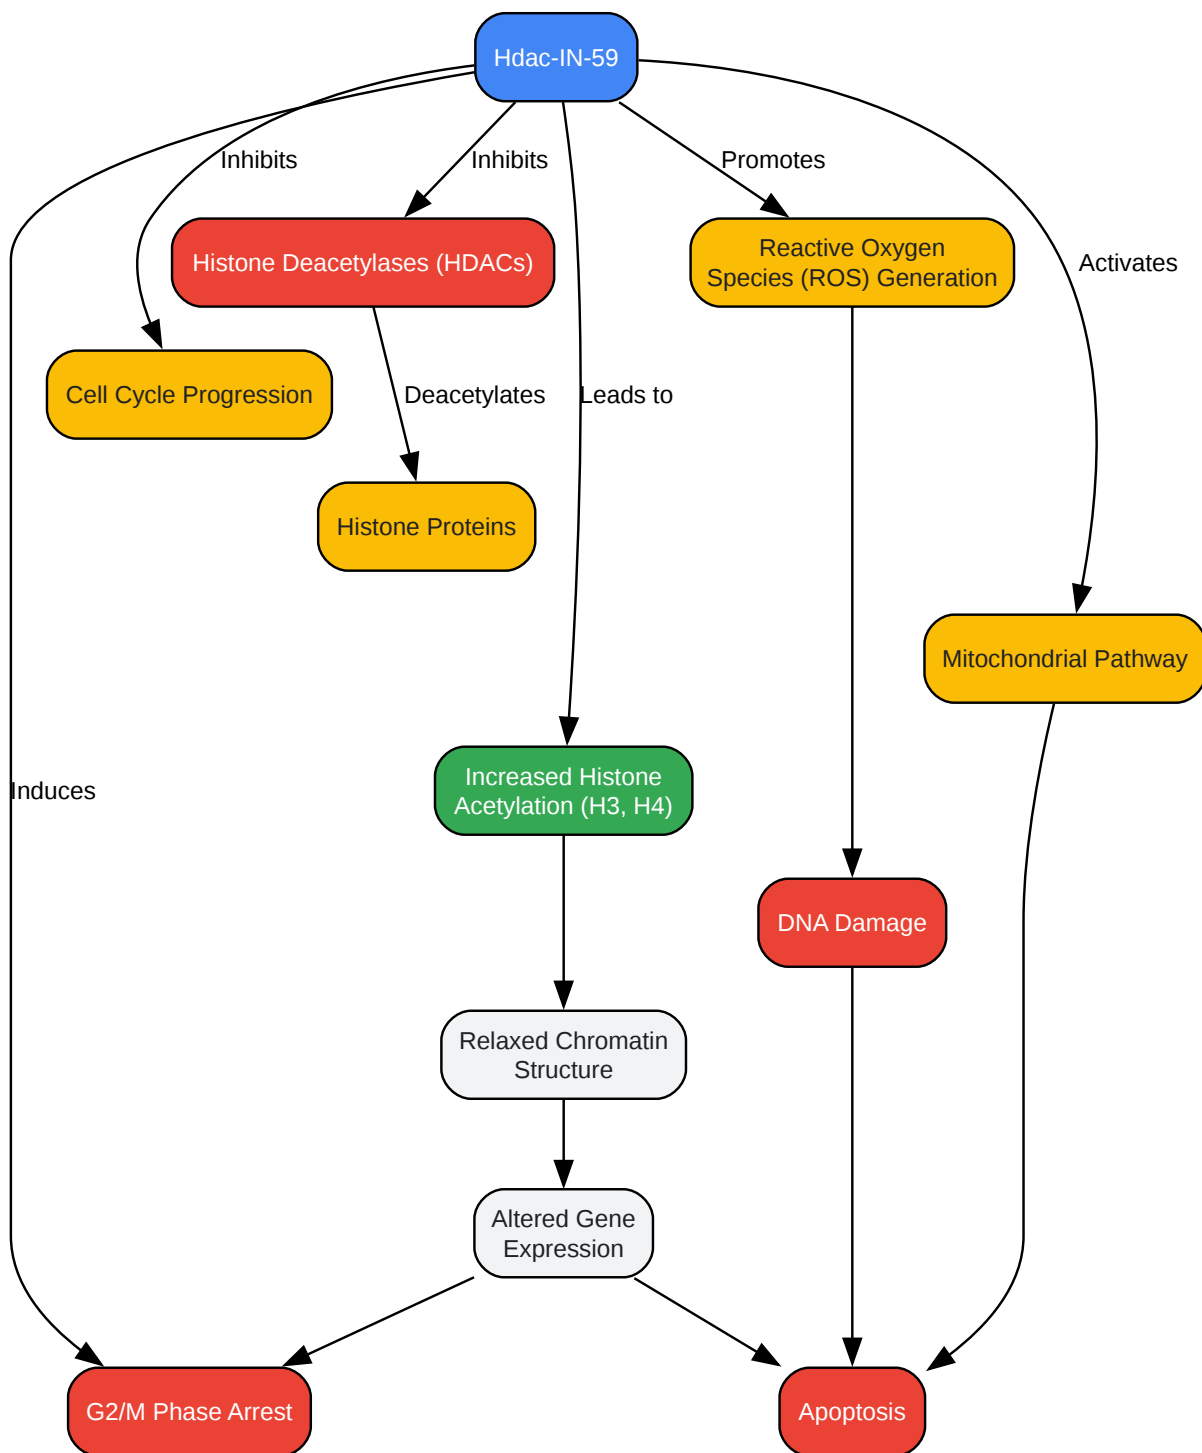 Hdac-IN-59
Inhibits
Inhibits
Promotes
Histone Deacetylases (HDACs)
Reactive Oxygen
Species (ROS) Generation
Activates
Cell Cycle Progression
Deacetylates
Leads to
Histone Proteins
Mitochondrial Pathway
Increased Histone
Acetylation (H3, H4)
Induces
DNA Damage
Relaxed Chromatin
Structure
Altered Gene
Expression
G2/M Phase Arrest
Apoptosis